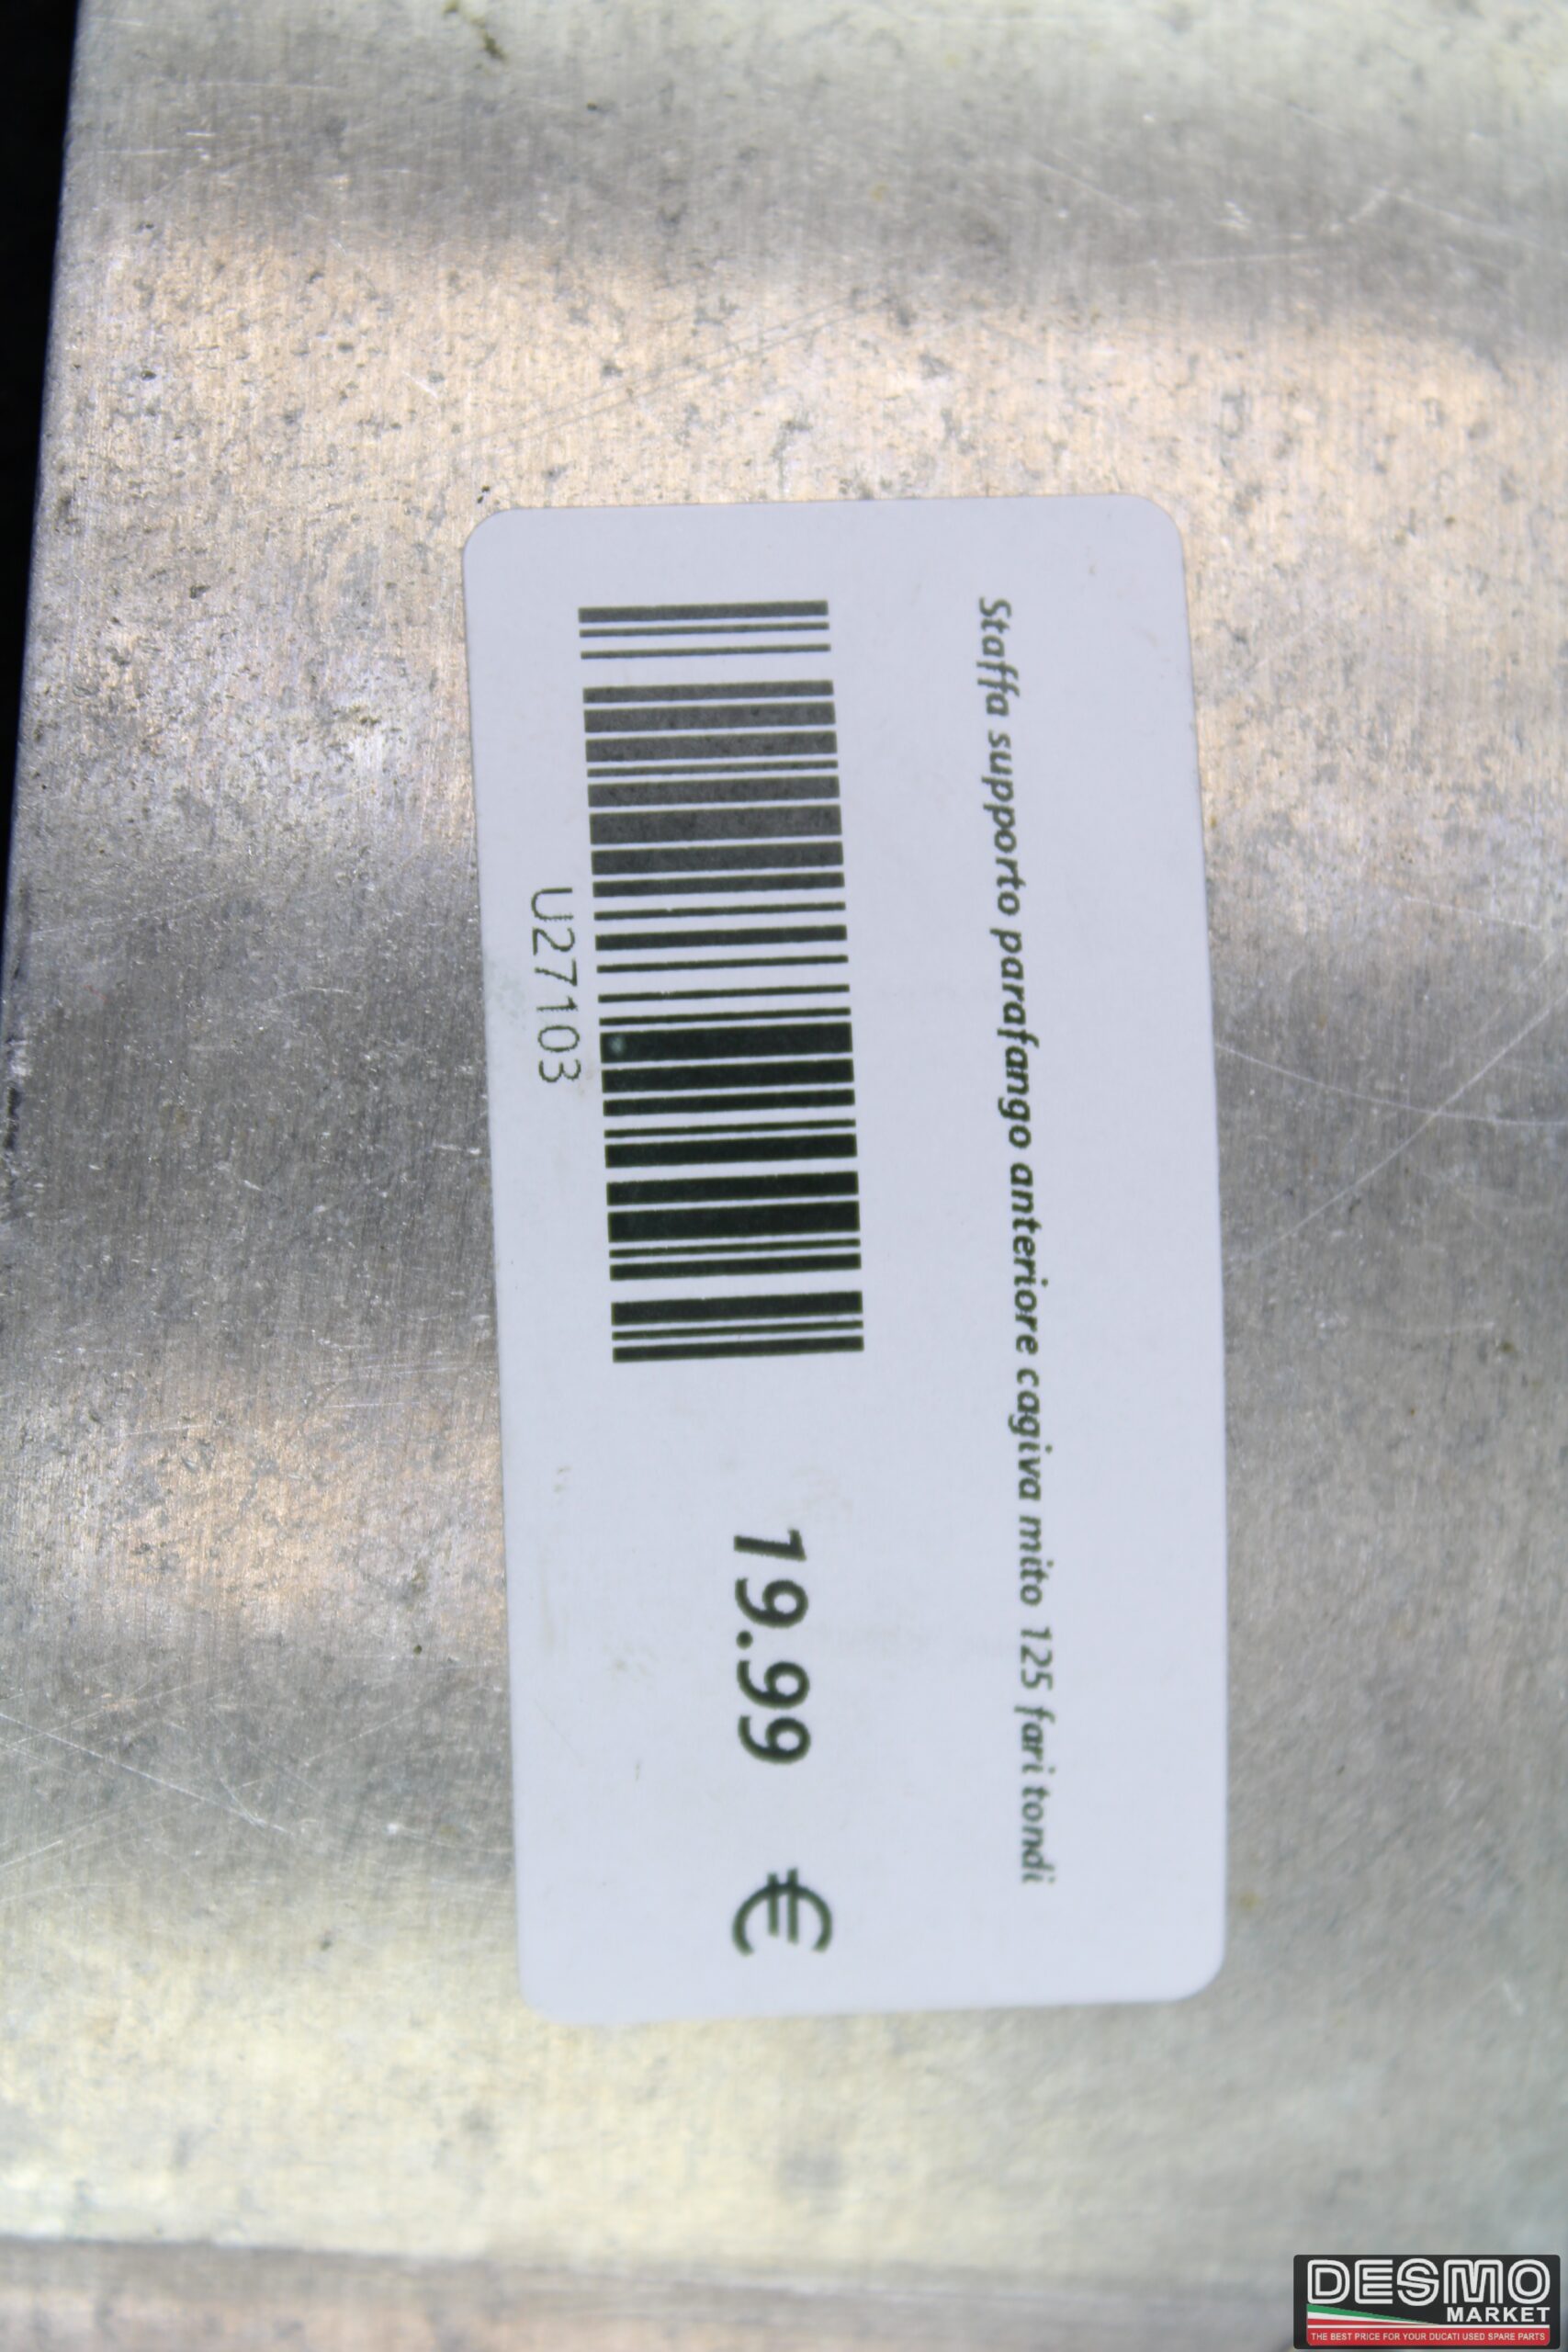 Staffa supporto parafango anteriore cagiva mito 125 fari tondi
19.99 €
U27103
DESMO
MARKET
THE BEST PRICE FOR YOUR DUCATI USED SPARE PARTS